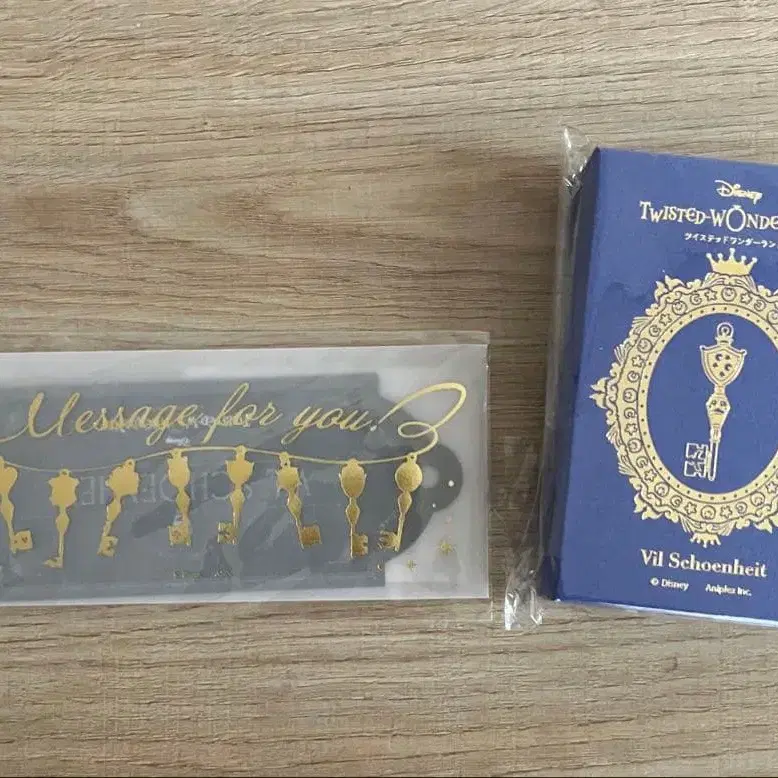 Message for you!
Disney
TWISTED-WONDE
ツイステッドワンダーラン
Vil Schoenheit
© Disney Aniplex Inc.